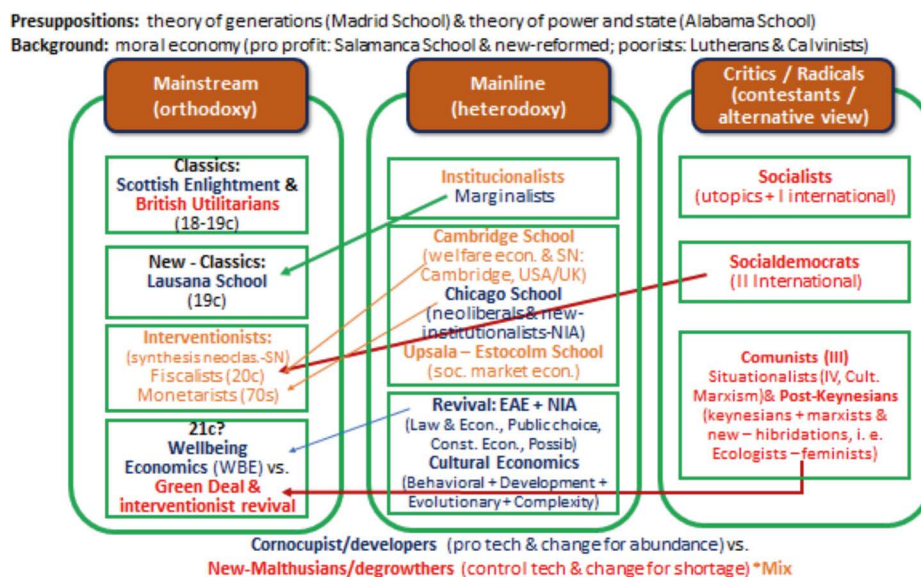 Presuppositions: theory of generations (Madrid School) & theory of power and state (Alabama School)
Background: moral economy (pro profit: Salamanca School & new-reformed; poorists: Lutherans & Calvinists)
Mainstream
(orthodoxy)
Classics:
Scottish Enlightment &
British Utilitarians
(18-19c)
New - Classics:
Lausana School
(19c)
Interventionists:
(synthesis neoclas.-SN)
Fiscalists (20c)
Monetarists (70s)
21c?
Wellbeing
Economics (WBE) vs.
Green Deal &
interventionist revival
Mainline
(heterodoxy)
Institutionalists
Marginalists
Cambridge School
(welfare econ. & SN:
Cambridge, USA/UK)
Chicago School
(neoliberals & new-
institutionalists-NIA)
Upsala – Estocolm School
(soc. market econ.)
Revival: EAE + NIA
(Law & Econ., Public choice,
Const. Econ., Possib)
Cultural Economics
(Behavioral + Development +
Evolutionary + Complexity)
Critics / Radicals
(contestants /
alternative view)
Socialists
(utopics + I international)
Socialdemocrats
(II International)
Comunists (III)
Situationalists (IV, Cult.
Marxism) & Post-Keynesians
(keynesians + marxists &
new – hibridations, i. e.
Ecologists – feminists)
Cornocupist/developers (pro tech & change for abundance) vs.
New-Malthusians/degrowthers (control tech & change for shortage) *Mix